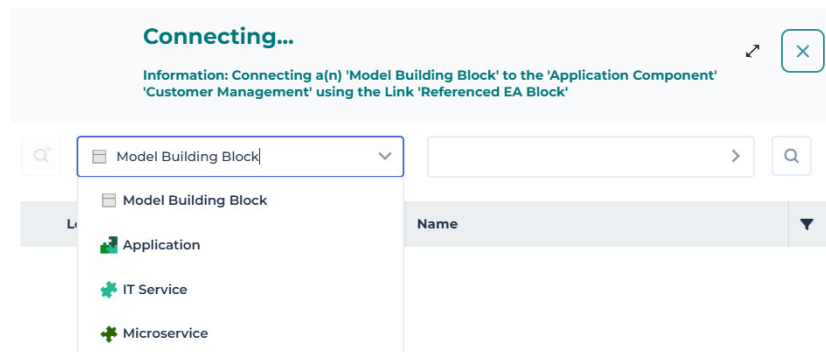 Connecting...
Information: Connecting a(n) 'Model Building Block' to the 'Application Component'
'Customer Management' using the Link 'Referenced EA Block'
Model Building Block
Model Building Block
Name
Application
IT Service
Microservice